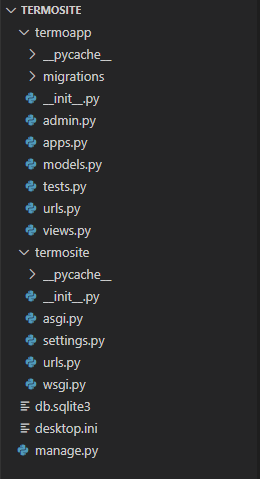 TERMOSITE
termoapp
__pycache__
migrations
__init__.py
admin.py
apps.py
models.py
tests.py
urls.py
views.py
termosite
__pycache__
__init__.py
asgi.py
settings.py
urls.py
wsgi.py
db.sqlite3
desktop.ini
manage.py